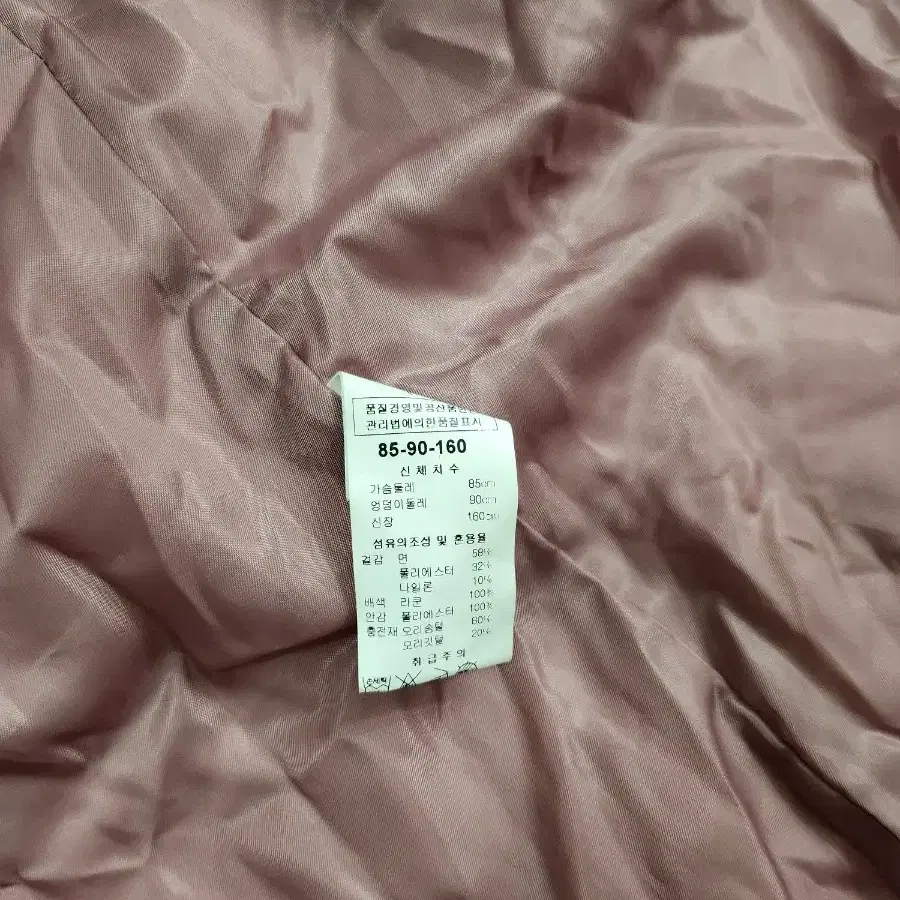 품질경영및공산품안
관리법에의한품질표시
85-90-160
신체치수
가슴둘레 85cm
엉덩이둘레 90cm
신장 160cm
섬유의조성 및 혼용율
겉감 면 58%
폴리에스터 32%
나일론 10%
배색 라쿤 100%
안감 폴리에스터 100%
충전재 오리솜털 80%
오리깃털 20%
취급주의
손세탁